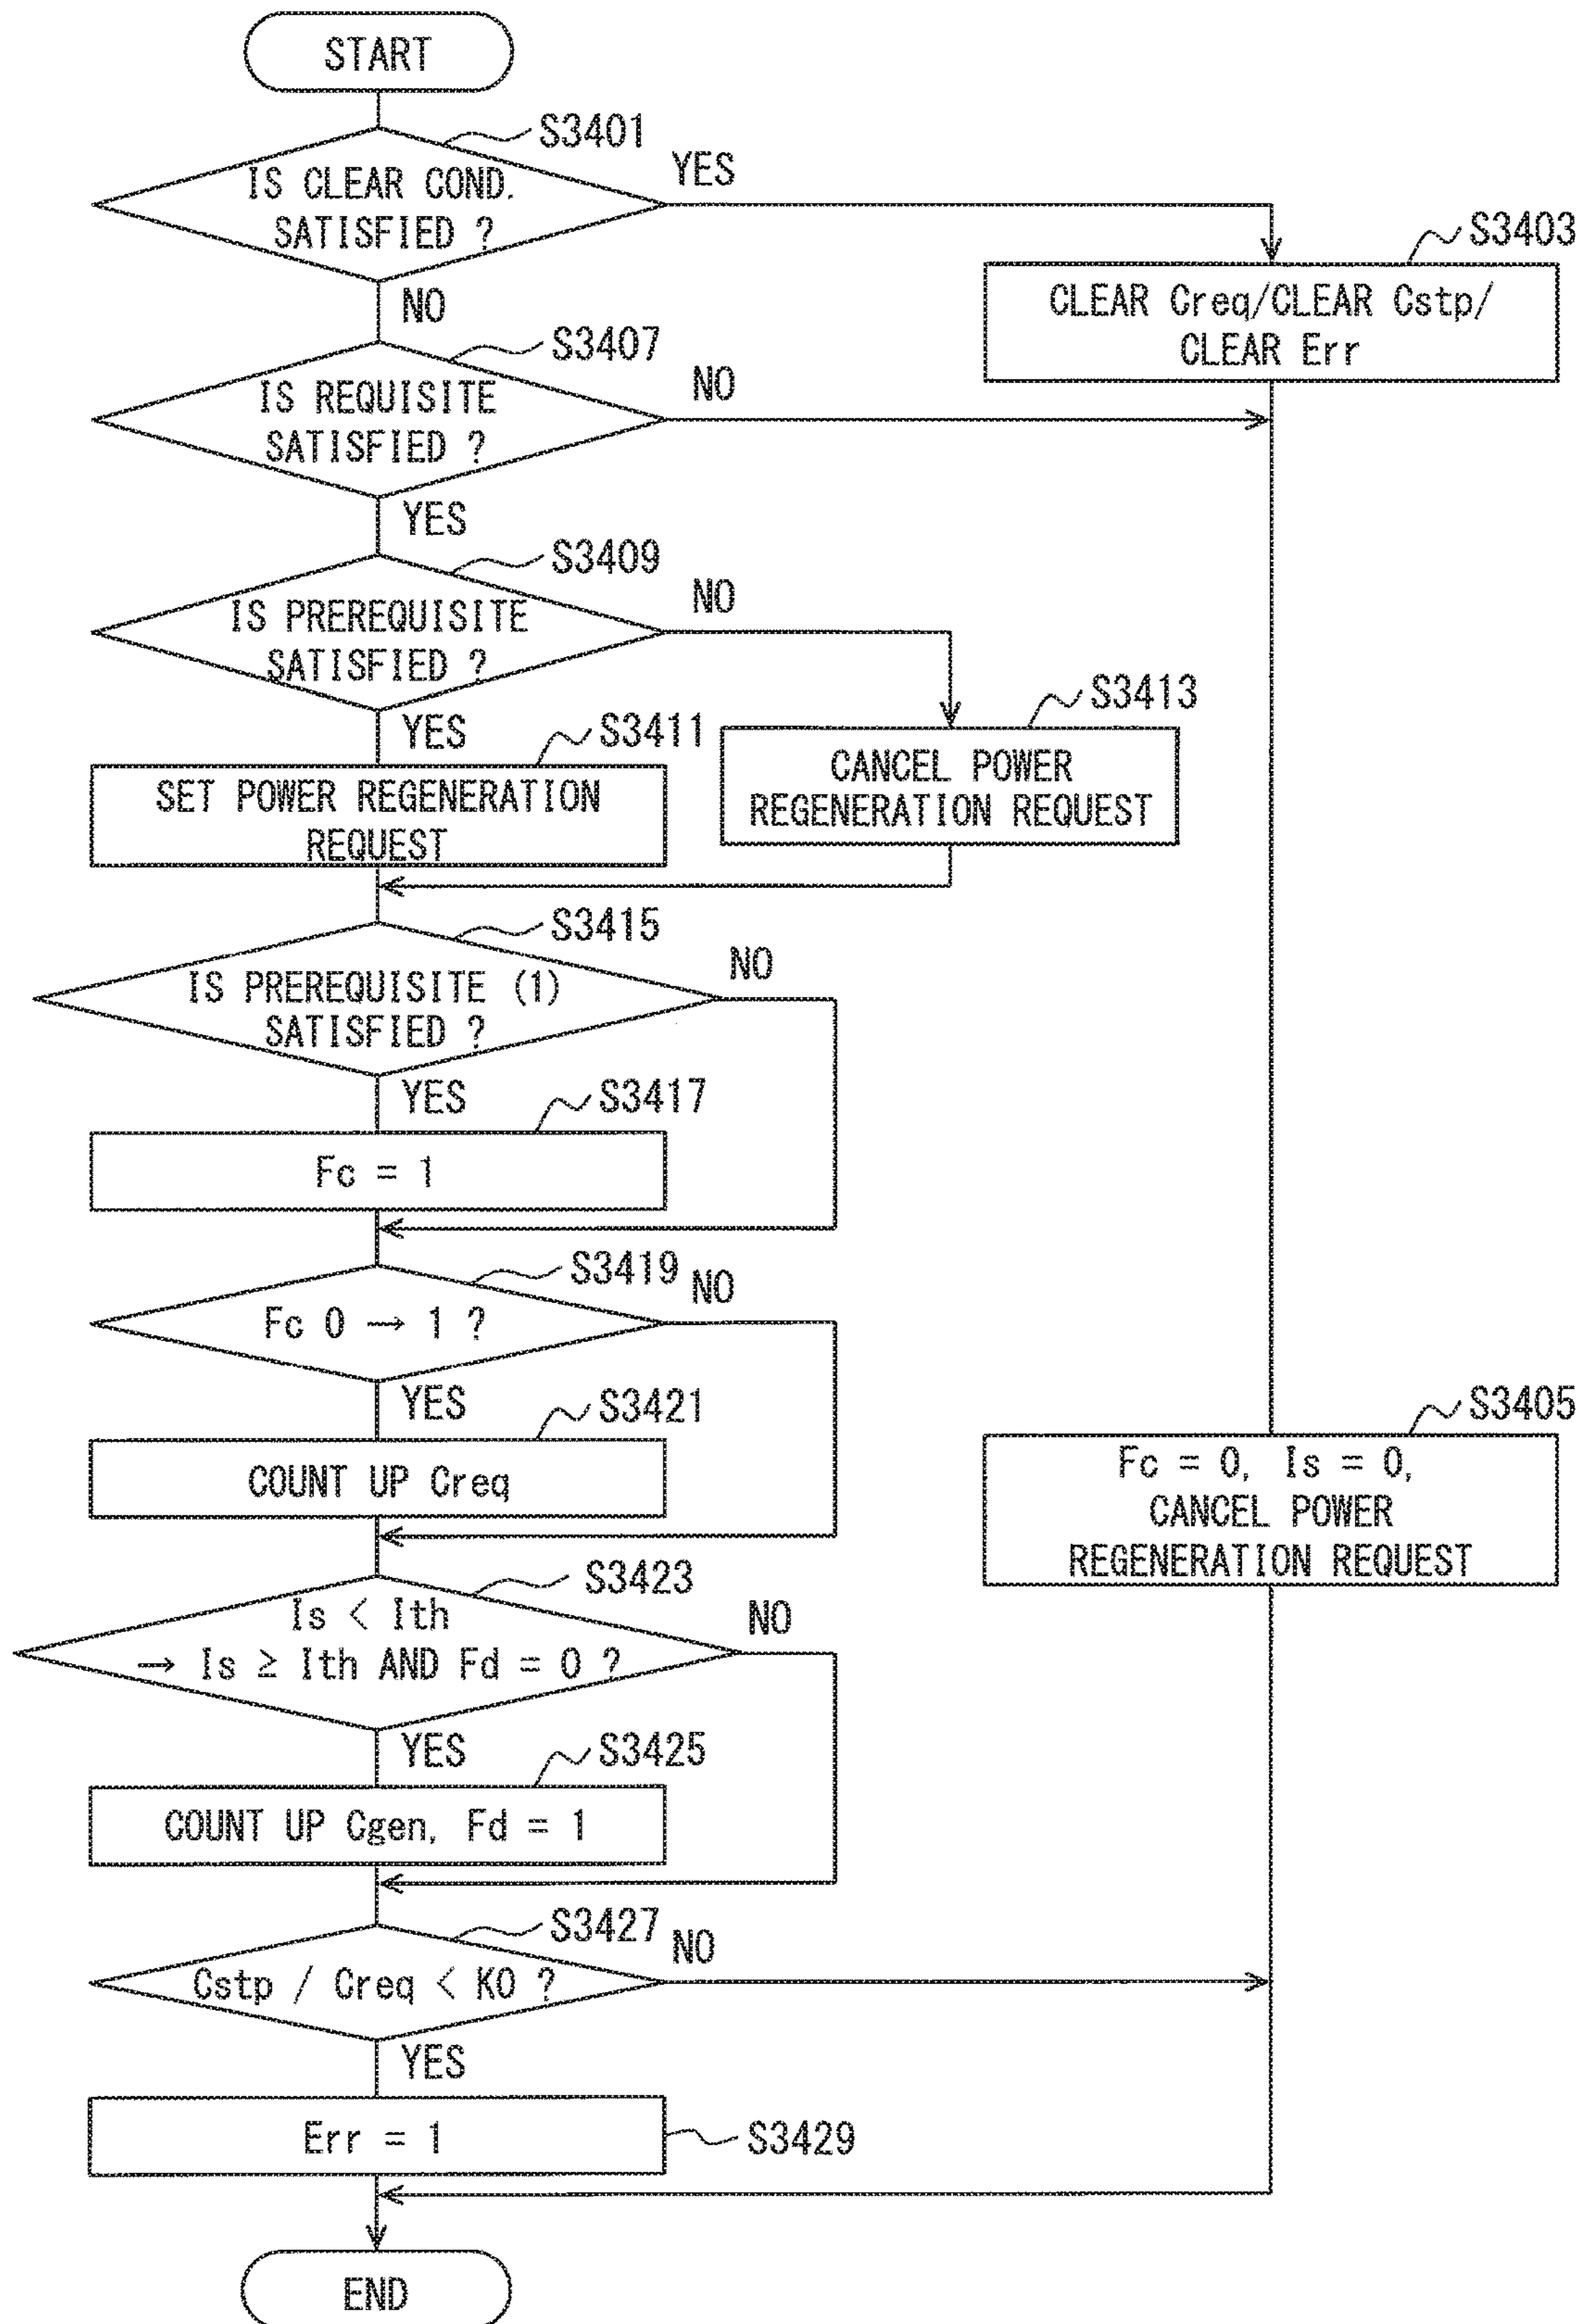 START
S3401
IS CLEAR COND.
SATISFIED ?
YES
NO
S3403
CLEAR Creq/CLEAR Cstp/
CLEAR Err
S3407
IS REQUISITE
SATISFIED ?
NO
YES
S3409
IS PREREQUISITE
SATISFIED ?
NO
YES
S3411
SET POWER REGENERATION
REQUEST
S3413
CANCEL POWER
REGENERATION REQUEST
S3415
IS PREREQUISITE (1)
SATISFIED ?
NO
YES
S3417
Fc = 1
S3419
Fc 0 → 1 ?
NO
YES
S3421
COUNT UP Creq
S3405
Fc = 0, Is = 0,
CANCEL POWER
REGENERATION REQUEST
S3423
Is < Ith
→ Is ≥ Ith AND Fd = 0 ?
NO
YES
S3425
COUNT UP Cgen, Fd = 1
S3427
Cstp / Creq < K0 ?
NO
YES
Err = 1
S3429
END